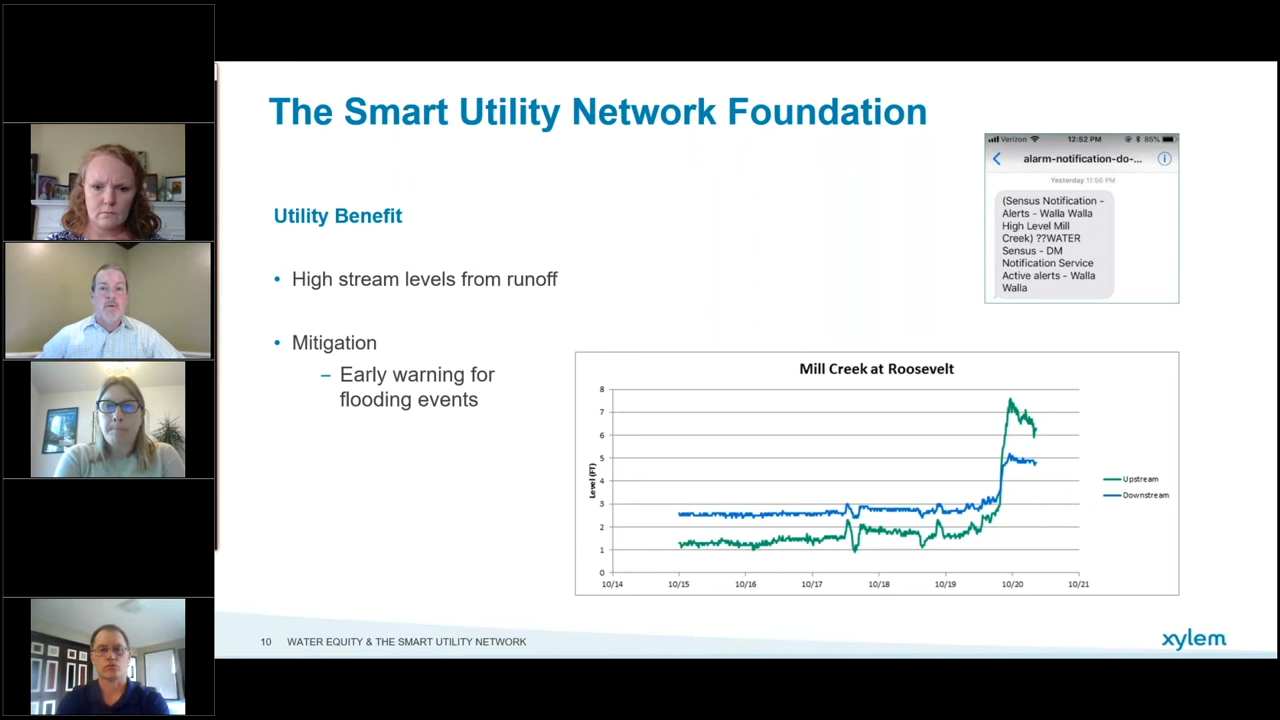 The Smart Utility Network Foundation
Verizon 12:52 PM 85%
alarm-notification-do-...
Yesterday 11:56 PM
(Sensus Notification -
Alerts - Walla Walla
High Level Mill
Creek) ??WATER
Sensus - DM
Notification Service
Active alerts - Walla
Walla
Utility Benefit
• High stream levels from runoff
• Mitigation
– Early warning for
flooding events
Mill Creek at Roosevelt
Level (FT)
8
7
6
5
4
3
2
1
0
10/14 10/15 10/16 10/17 10/18 10/19 10/20 10/21
Upstream
Downstream
10 WATER EQUITY & THE SMART UTILITY NETWORK
xylem